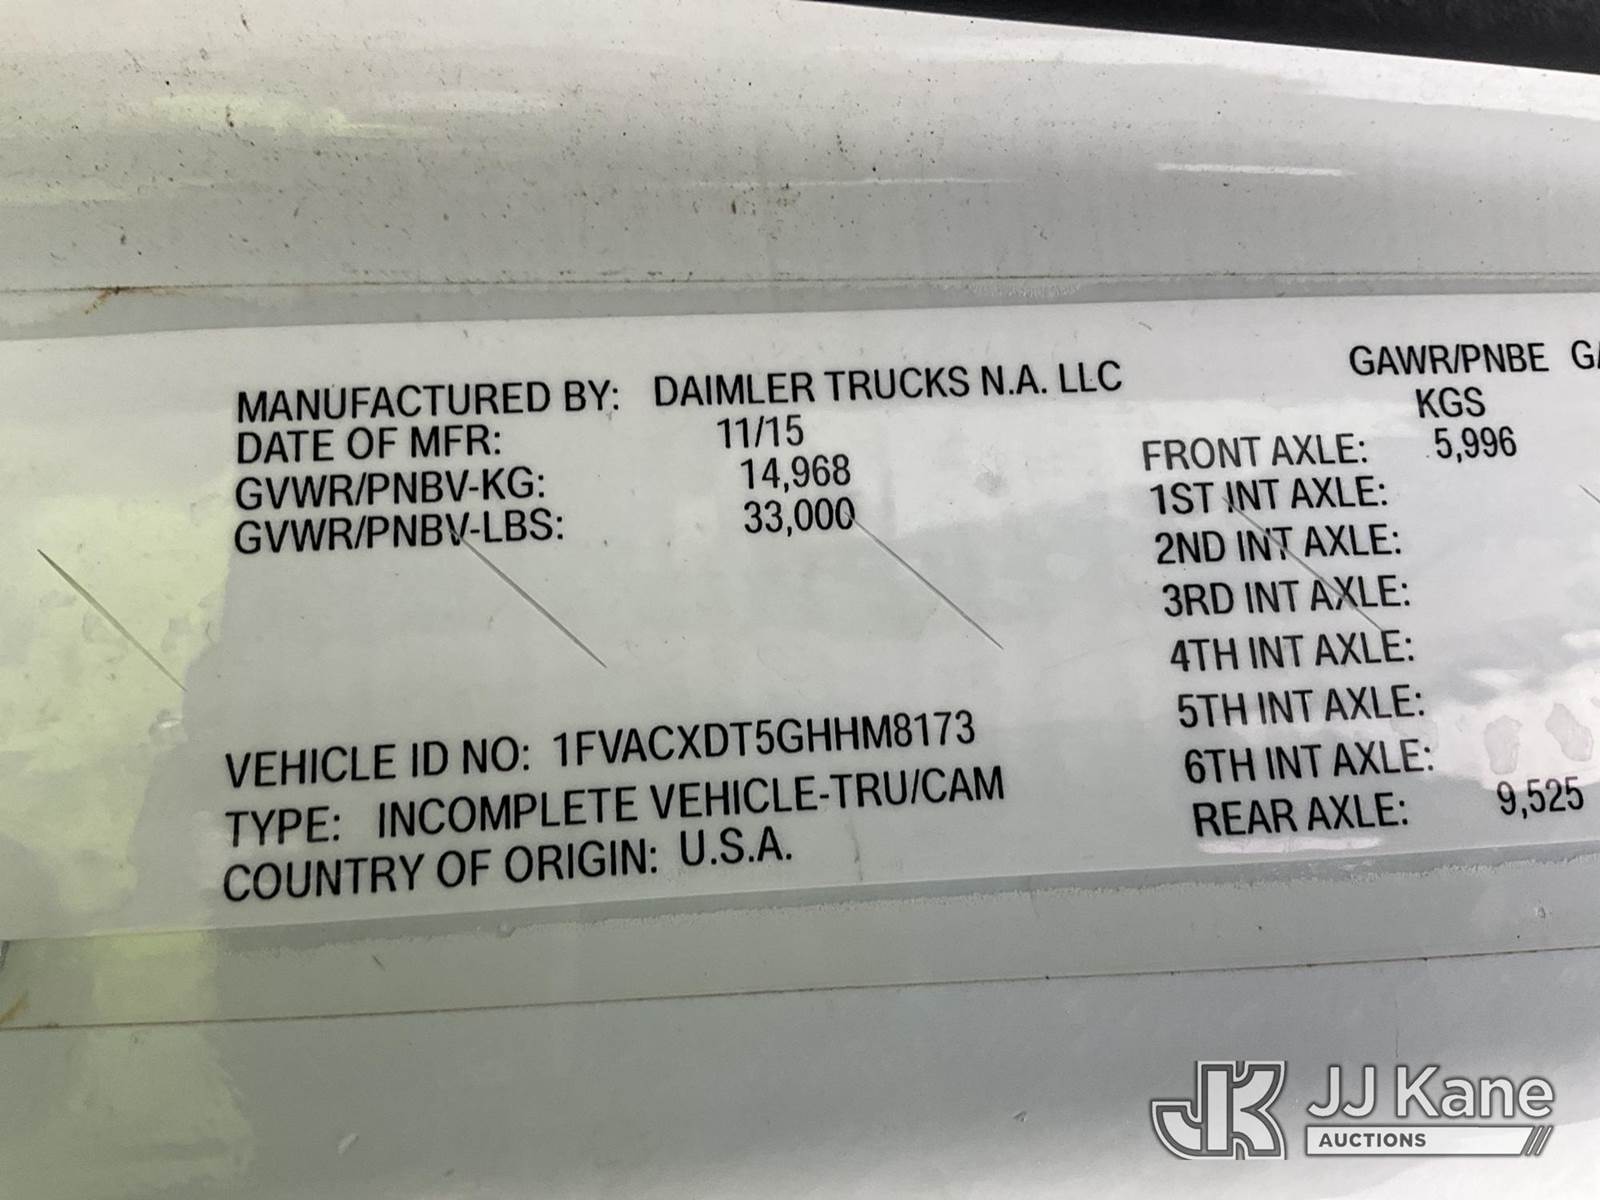 MANUFACTURED BY: DAIMLER TRUCKS N.A. LLC
DATE OF MFR: 11/15
GVWR/PNBV-KG: 14,968
GVWR/PNBV-LBS: 33,000
VEHICLE ID NO: 1FVACXDT5GHHM8173
TYPE: INCOMPLETE VEHICLE-TRU/CAM
COUNTRY OF ORIGIN: U.S.A.
GAWR/PNBE
KGS
FRONT AXLE: 5,996
1ST INT AXLE:
2ND INT AXLE:
3RD INT AXLE:
4TH INT AXLE:
5TH INT AXLE:
6TH INT AXLE:
REAR AXLE: 9,525
JK JJ Kane
AUCTIONS